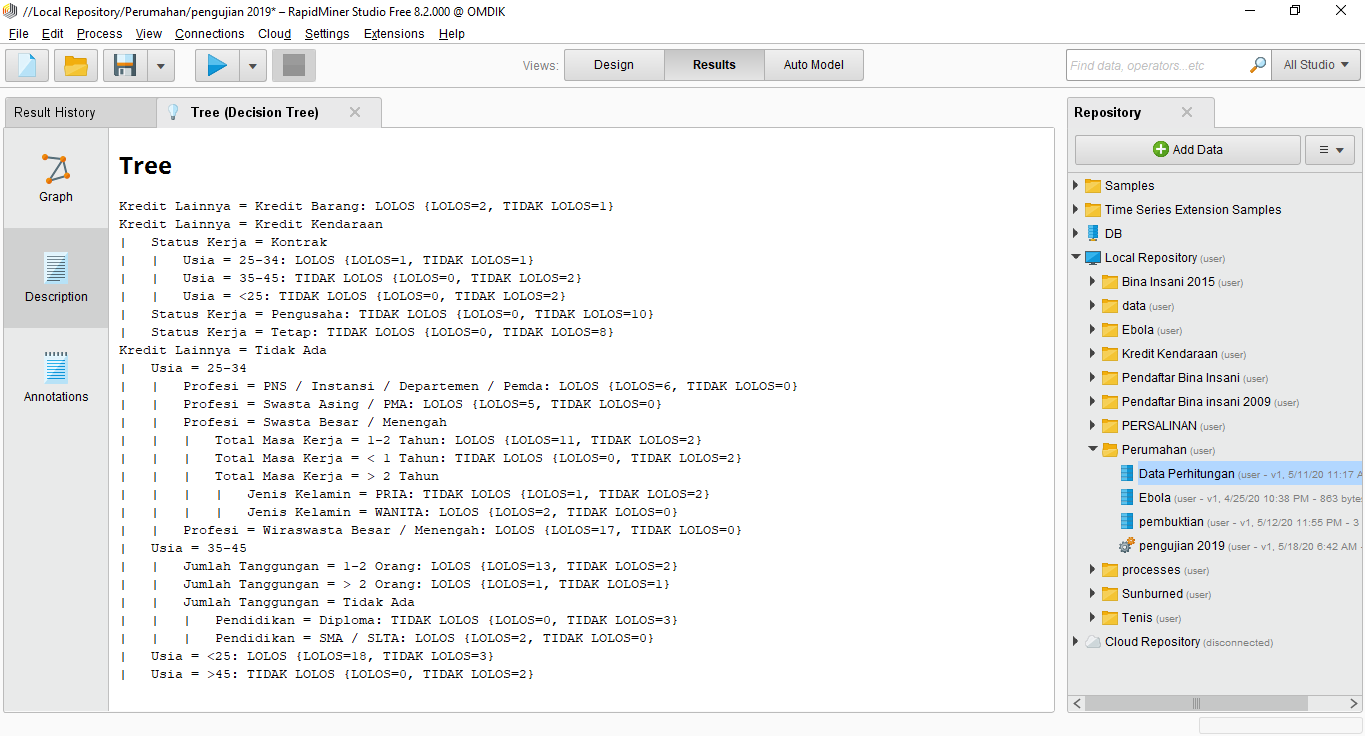 //Local Repository/Perumahan/pengujian 2019* – RapidMiner Studio Free 8.2.000 @ OMDIK
File Edit Process View Connections Cloud Settings Extensions Help
Views: Design Results Auto Model
Find data, operators...etc
All Studio
Result History
Tree (Decision Tree)
Graph
Description
Annotations
Tree
Kredit Lainnya = Kredit Barang: LOLOS {LOLOS=2, TIDAK LOLOS=1}
Kredit Lainnya = Kredit Kendaraan
| Status Kerja = Kontrak
| | Usia = 25-34: LOLOS {LOLOS=1, TIDAK LOLOS=1}
| | Usia = 35-45: TIDAK LOLOS {LOLOS=0, TIDAK LOLOS=2}
| | Usia = <25: TIDAK LOLOS {LOLOS=0, TIDAK LOLOS=2}
| Status Kerja = Pengusaha: TIDAK LOLOS {LOLOS=0, TIDAK LOLOS=10}
| Status Kerja = Tetap: TIDAK LOLOS {LOLOS=0, TIDAK LOLOS=8}
Kredit Lainnya = Tidak Ada
| Usia = 25-34
| | Profesi = PNS / Instansi / Departemen / Pemda: LOLOS {LOLOS=6, TIDAK LOLOS=0}
| | Profesi = Swasta Asing / PMA: LOLOS {LOLOS=5, TIDAK LOLOS=0}
| | Profesi = Swasta Besar / Menengah
| | | Total Masa Kerja = 1-2 Tahun: LOLOS {LOLOS=11, TIDAK LOLOS=2}
| | | Total Masa Kerja = < 1 Tahun: TIDAK LOLOS {LOLOS=0, TIDAK LOLOS=2}
| | | Total Masa Kerja = > 2 Tahun
| | | | Jenis Kelamin = PRIA: TIDAK LOLOS {LOLOS=1, TIDAK LOLOS=2}
| | | | Jenis Kelamin = WANITA: LOLOS {LOLOS=2, TIDAK LOLOS=0}
| | Profesi = Wiraswasta Besar / Menengah: LOLOS {LOLOS=17, TIDAK LOLOS=0}
| Usia = 35-45
| | Jumlah Tanggungan = 1-2 Orang: LOLOS {LOLOS=13, TIDAK LOLOS=2}
| | Jumlah Tanggungan = > 2 Orang: LOLOS {LOLOS=1, TIDAK LOLOS=1}
| | Jumlah Tanggungan = Tidak Ada
| | | Pendidikan = Diploma: TIDAK LOLOS {LOLOS=0, TIDAK LOLOS=3}
| | | Pendidikan = SMA / SLTA: LOLOS {LOLOS=2, TIDAK LOLOS=0}
| Usia = <25: LOLOS {LOLOS=18, TIDAK LOLOS=3}
| Usia = >45: TIDAK LOLOS {LOLOS=0, TIDAK LOLOS=2}
Repository
Add Data
Samples
Time Series Extension Samples
DB
Local Repository (user)
Bina Insani 2015 (user)
data (user)
Ebola (user)
Kredit Kendaraan (user)
Pendaftar Bina Insani (user)
Pendaftar Bina insani 2009 (user)
PERSALINAN (user)
Perumahan (user)
Data Perhitungan (user - v1, 5/11/20 11:17 A
Ebola (user - v1, 4/25/20 10:38 PM - 863 byte
pembuktian (user - v1, 5/12/20 11:55 PM - 3
pengujian 2019 (user - v1, 5/18/20 6:42 AM -
processes (user)
Sunburned (user)
Tenis (user)
Cloud Repository (disconnected)